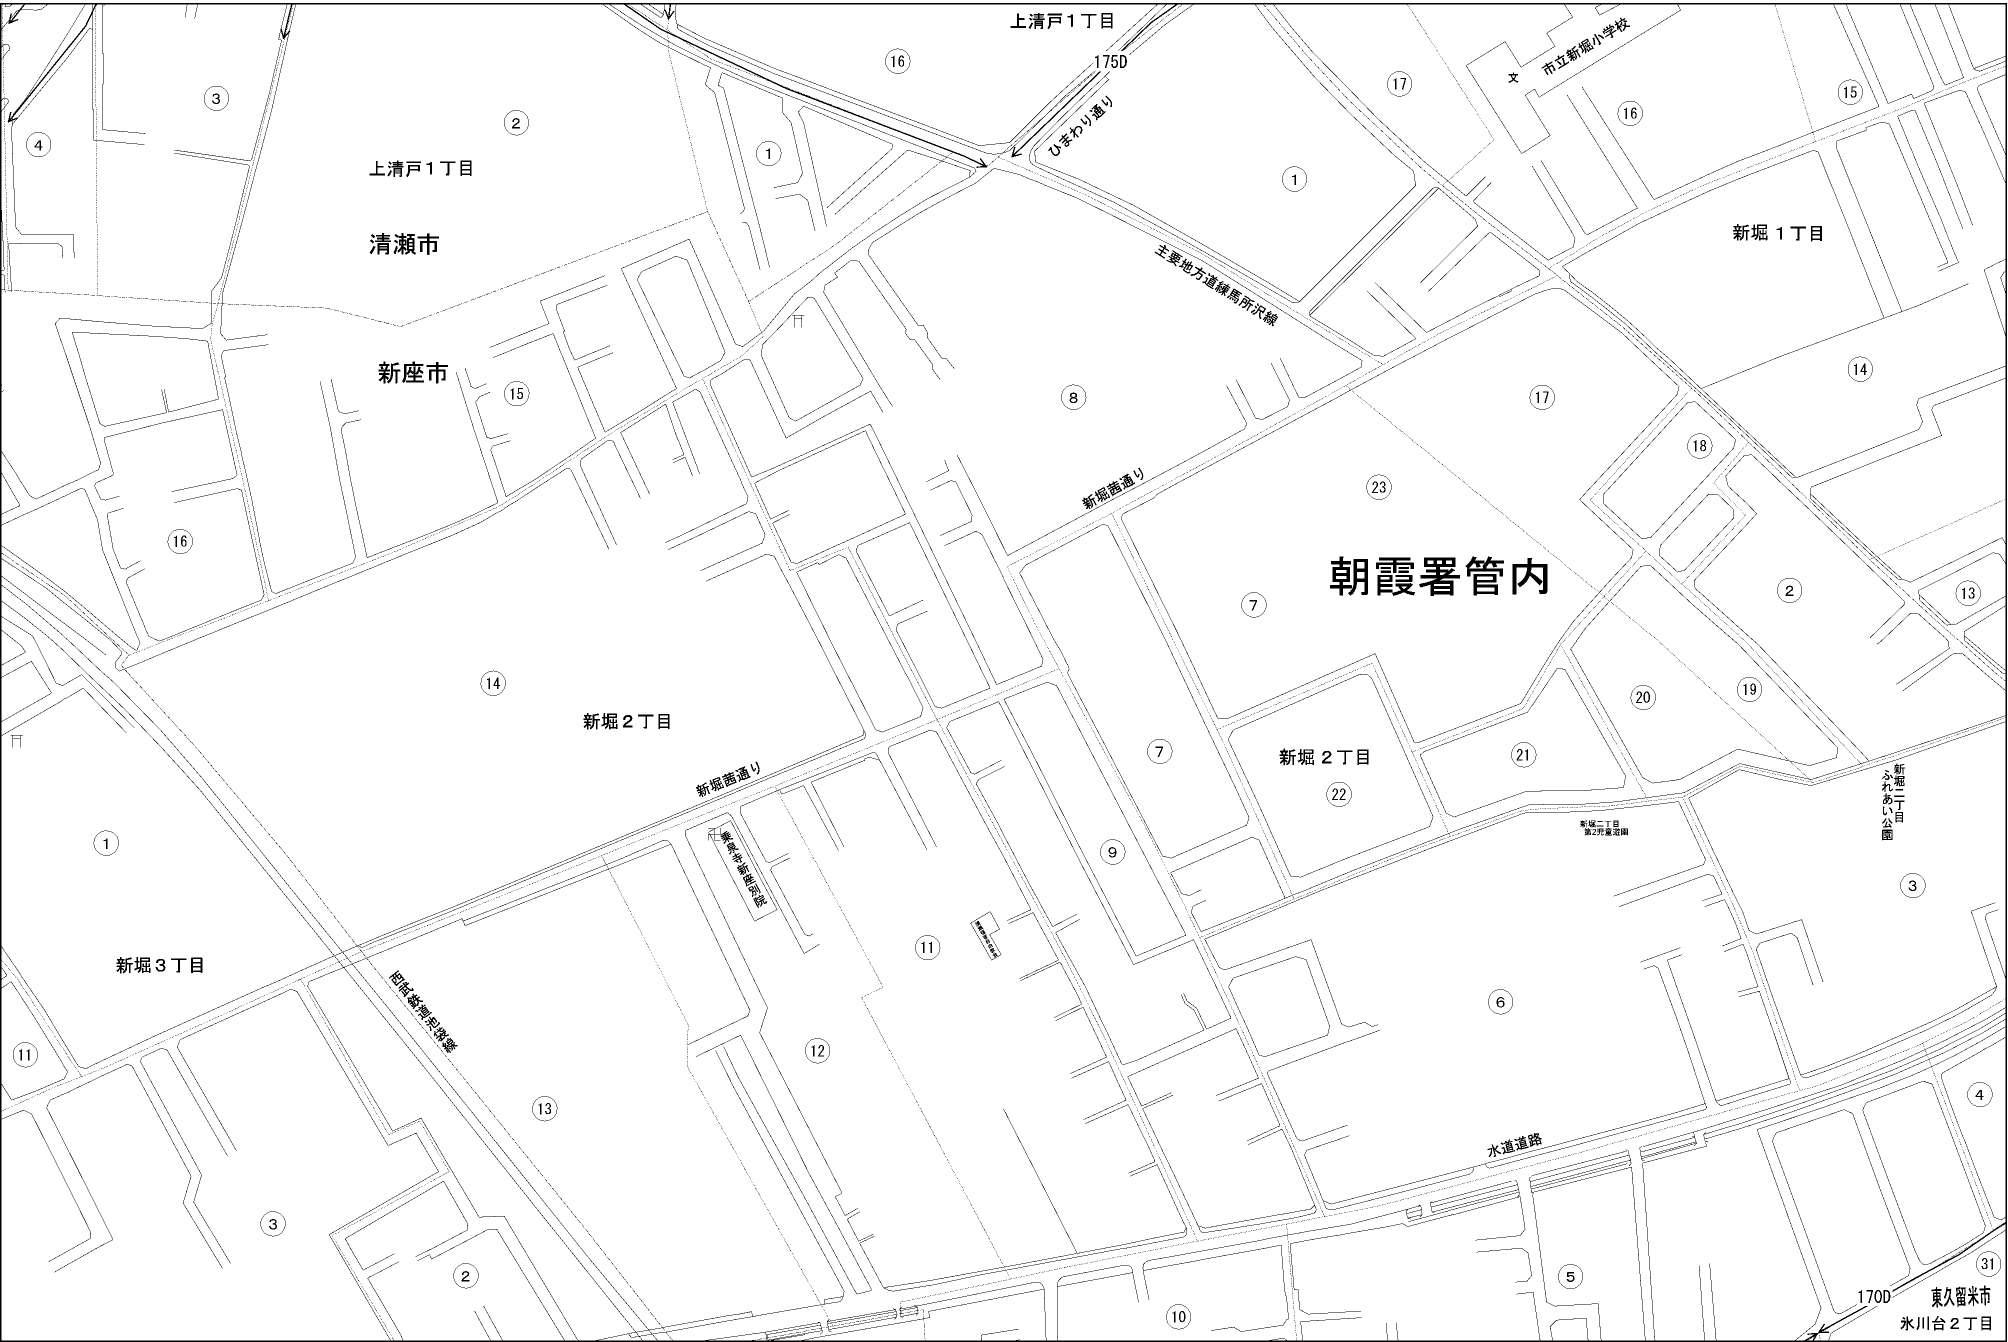 上清戸１丁目
175D
ひまわり通り
16
17
市立新堀小学校
文
16
15
3
4
2
1
1
上清戸１丁目
清瀬市
主要地方道練馬所沢線
新堀 １丁目
新座市
15
8
17
14
18
新堀茜通り
23
朝霞署管内
16
7
2
13
14
新堀２丁目
20
19
7
新堀 ２丁目
21
22
新堀茜通り
新堀二丁目
ふれあい公園
新堀二丁目
第2児童遊園
1
乗泉寺新座別院
9
3
新堀３丁目
11
西武鉄道池袋線
6
11
12
13
4
水道道路
3
2
5
10
31
170D
東久留米市
氷川台２丁目